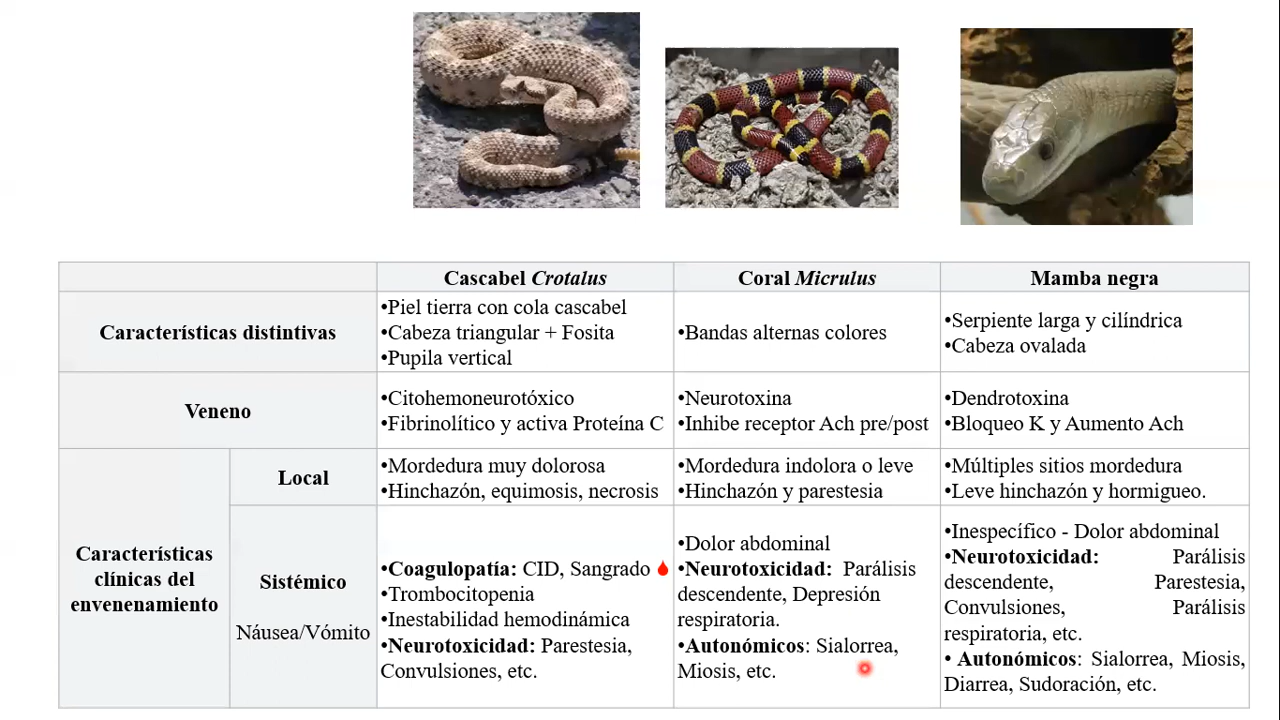 Cascabel Crotalus
Coral Micrulus
Mamba negra
Características distintivas
•Piel tierra con cola cascabel
•Cabeza triangular + Fosita
•Pupila vertical
•Bandas alternas colores
•Serpiente larga y cilíndrica
•Cabeza ovalada
Veneno
•Citohemoneurotóxico
•Fibrinolítico y activa Proteína C
•Neurotoxina
•Inhibe receptor Ach pre/post
•Dendrotoxina
•Bloqueo K y Aumento Ach
Características
clínicas del
envenenamiento
Local
•Mordedura muy dolorosa
•Hinchazón, equimosis, necrosis
•Mordedura indolora o leve
•Hinchazón y parestesia
•Múltiples sitios mordedura
•Leve hinchazón y hormigueo.
Sistémico
Náusea/Vómito
•Coagulopatía: CID, Sangrado
•Trombocitopenia
•Inestabilidad hemodinámica
•Neurotoxicidad: Parestesia,
Convulsiones, etc.
•Dolor abdominal
•Neurotoxicidad: Parálisis
descendente, Depresión
respiratoria.
•Autonómicos: Sialorrea,
Miosis, etc.
•Inespecífico - Dolor abdominal
•Neurotoxicidad: Parálisis
descendente, Parestesia,
Convulsiones, Parálisis
respiratoria, etc.
• Autonómicos: Sialorrea, Miosis,
Diarrea, Sudoración, etc.